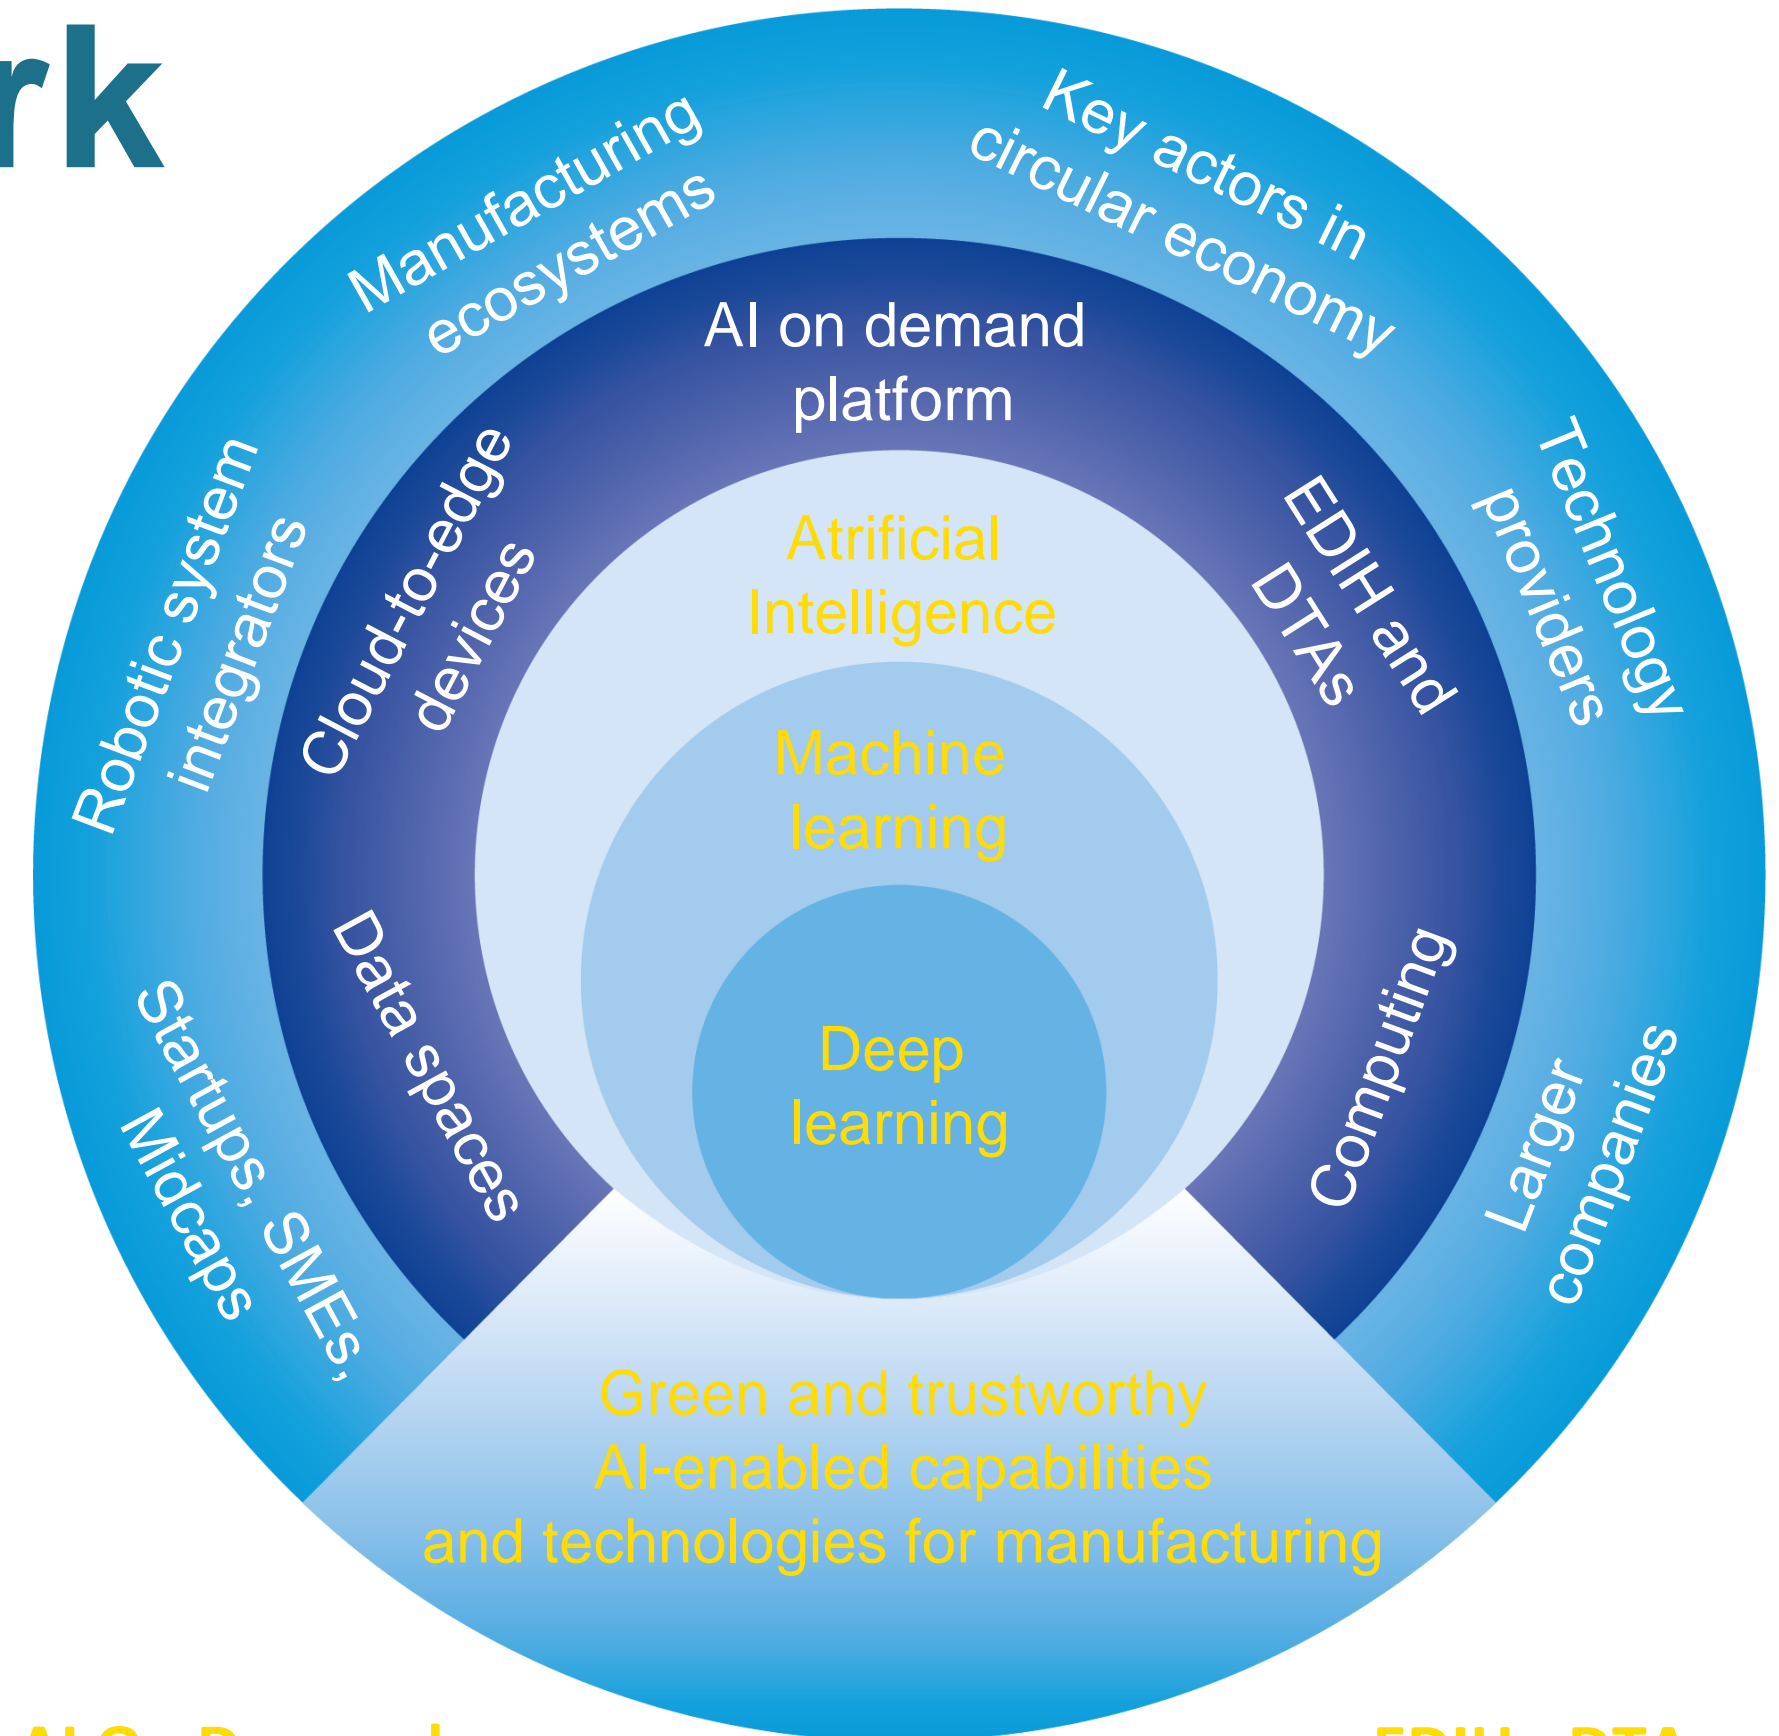 rk
Manufacturing
ecosystems
Key actors in
circular economy
AI on demand
platform
Robotic system
integrators
Cloud-to-edge
devices
EDIH and
DTAs
Technology
providers
Atrificial
Intelligence
Machine
learning
Data spaces
Computing
Startups, SMEs,
Midcaps
Larger
companies
Deep
learning
Green and trustworthy
AI-enabled capabilities
and technologies for manufacturing